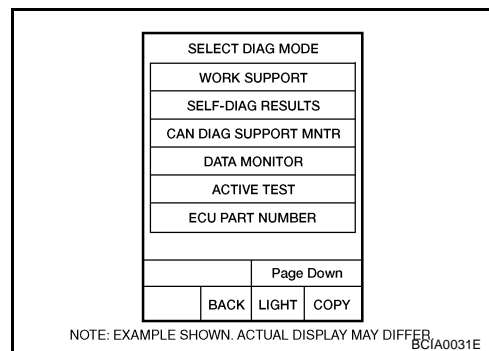 SELECT DIAG MODE
WORK SUPPORT
SELF-DIAG RESULTS
CAN DIAG SUPPORT MNTR
DATA MONITOR
ACTIVE TEST
ECU PART NUMBER
Page Down
BACK LIGHT COPY
NOTE: EXAMPLE SHOWN. ACTUAL DISPLAY MAY DIFFER.
BCIA0031E